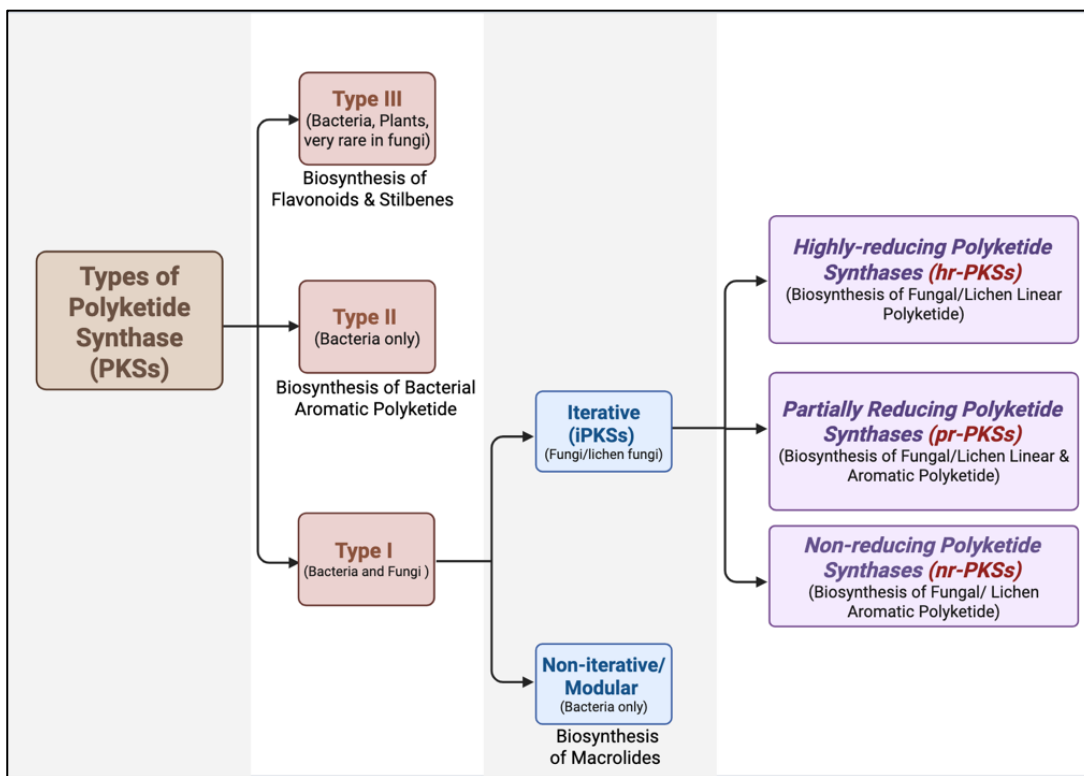 Types of
Polyketide
Synthase
(PKSs)
Type III
(Bacteria, Plants,
very rare in fungi)
Biosynthesis of
Flavonoids & Stilbenes
Type II
(Bacteria only)
Biosynthesis of Bacterial
Aromatic Polyketide
Type I
(Bacteria and Fungi )
Iterative
(iPKSs)
(Fungi/lichen fungi)
Non-iterative/
Modular
(Bacteria only)
Biosynthesis
of Macrolides
Highly-reducing Polyketide
Synthases (hr-PKSs)
(Biosynthesis of Fungal/Lichen Linear
Polyketide)
Partially Reducing Polyketide
Synthases (pr-PKSs)
(Biosynthesis of Fungal/Lichen Linear &
Aromatic Polyketide)
Non-reducing Polyketide
Synthases (nr-PKSs)
(Biosynthesis of Fungal/ Lichen
Aromatic Polyketide)